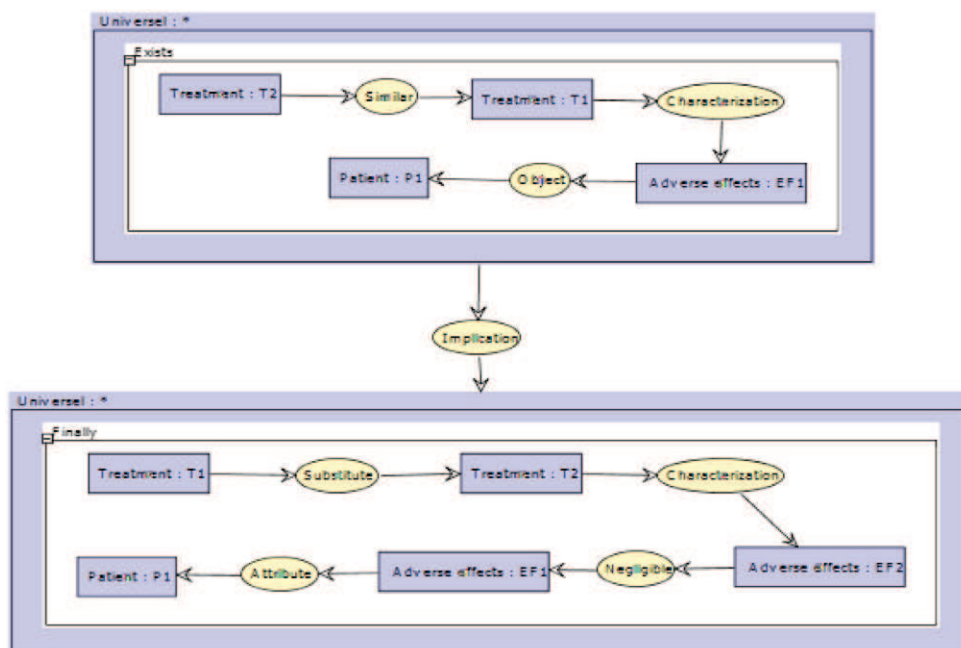 Universel : *
Exists
Treatment : T2
Similar
Treatment : T1
Characterization
Patient : P1
Object
Adverse effects : EF1
Implication
Universel : *
Finally
Treatment : T1
Substitute
Treatment : T2
Characterization
Patient : P1
Attribute
Adverse effects : EF1
Negligible
Adverse effects : EF2